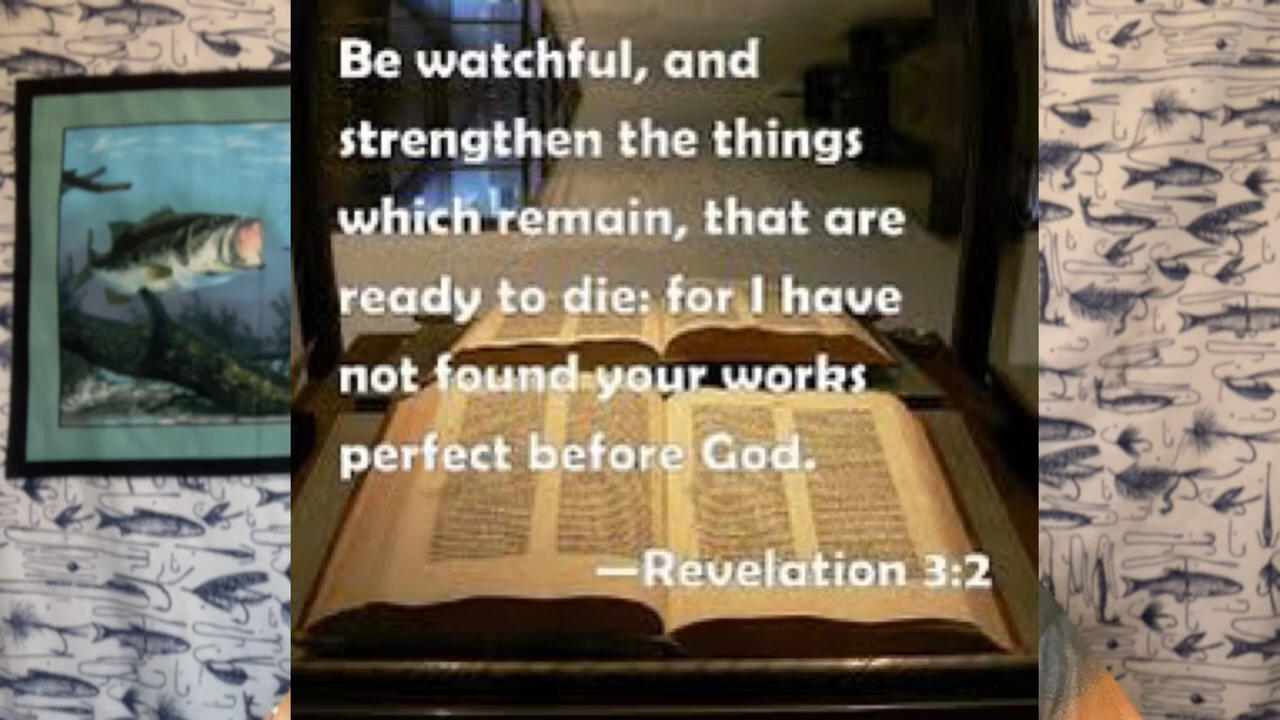 Be watchful, and
strengthen the things
which remain, that are
ready to die: for I have
not found your works
perfect before God.
—Revelation 3:2